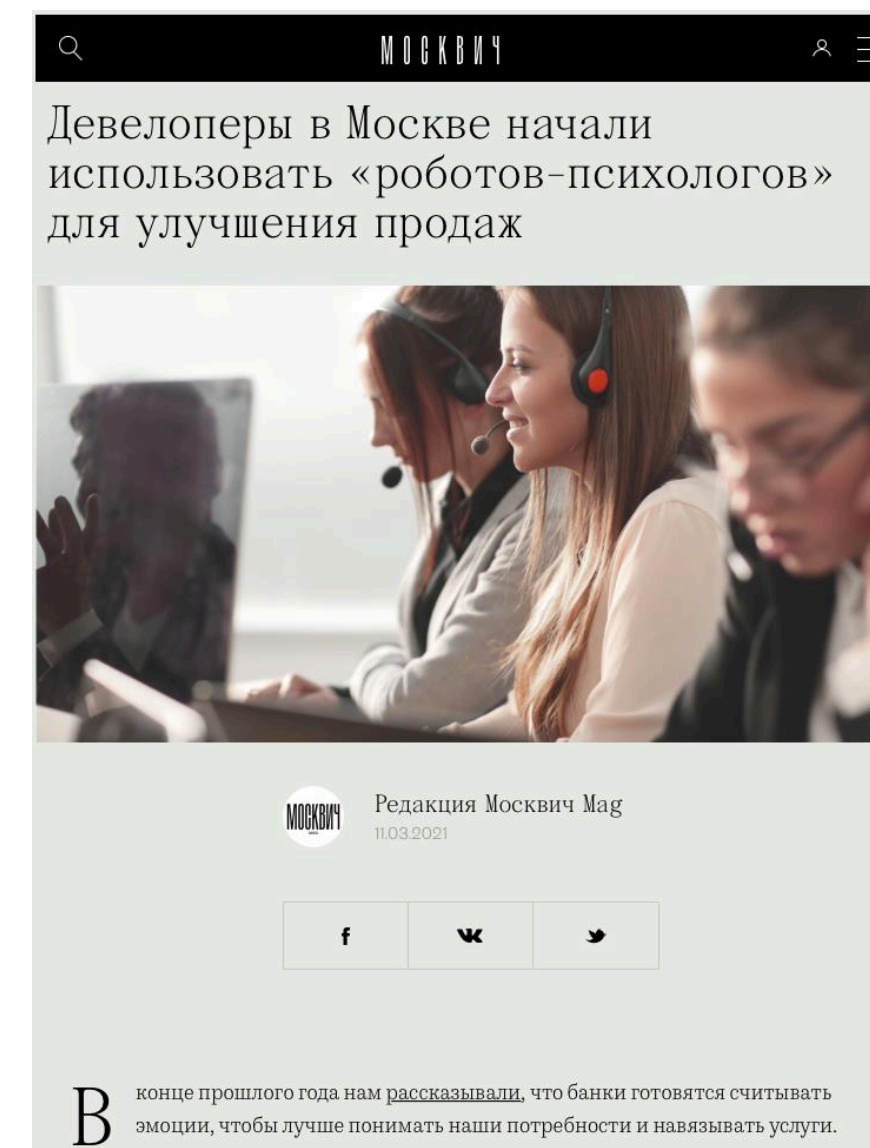 МОСКВИЧ
Девелоперы в Москве начали
использовать «роботов-психологов»
для улучшения продаж
МОСКВИЧ
Редакция Москвич Mag
11.03.2021
В конце прошлого года нам рассказывали, что банки готовятся считывать
эмоции, чтобы лучше понимать наши потребности и навязывать услуги.